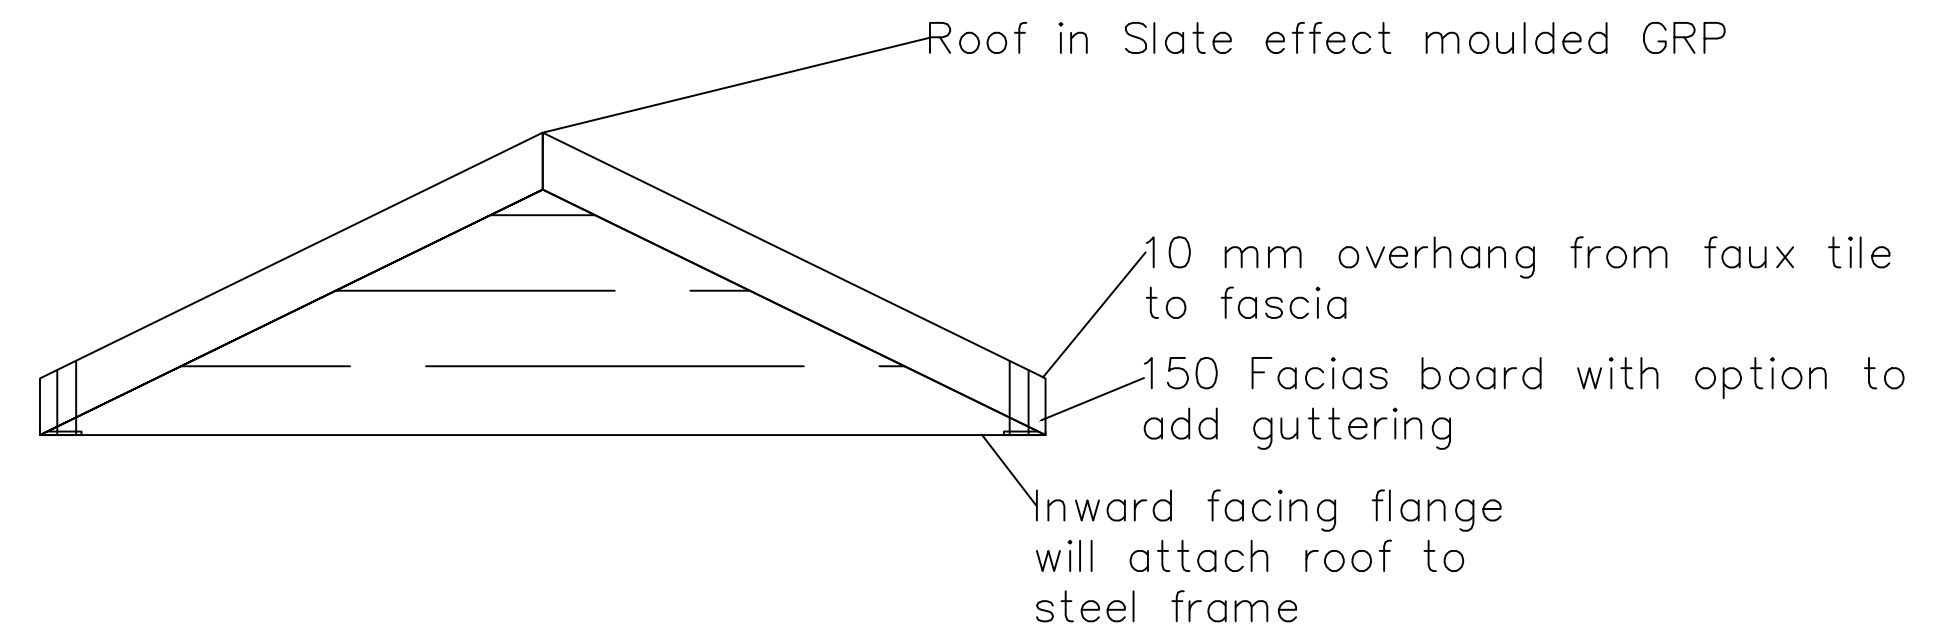 Roof in Slate effect moulded GRP
10 mm overhang from faux tile
to fascia
150 Facias board with option to
add guttering
Inward facing flange
will attach roof to
steel frame